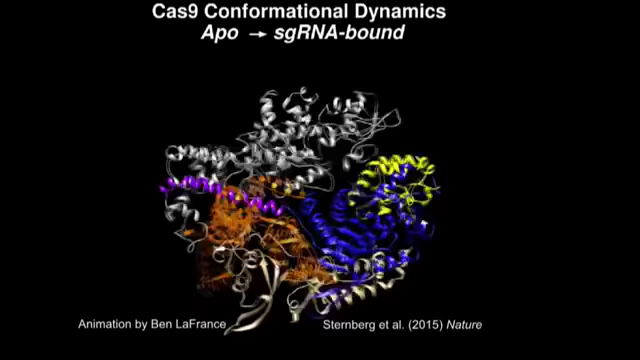 Cas9 Conformational Dynamics
Apo → sgRNA-bound
Animation by Ben LaFrance
Sternberg et al. (2015) Nature